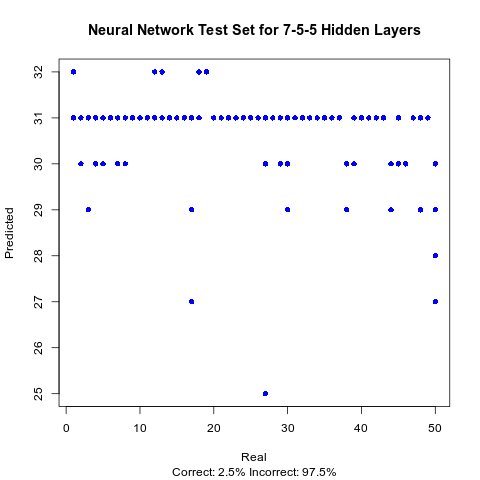 Neural Network Test Set for 7-5-5 Hidden Layers
32
31
30
29
28
27
26
25
Predicted
0 10 20 30 40 50
Real
Correct: 2.5% Incorrect: 97.5%